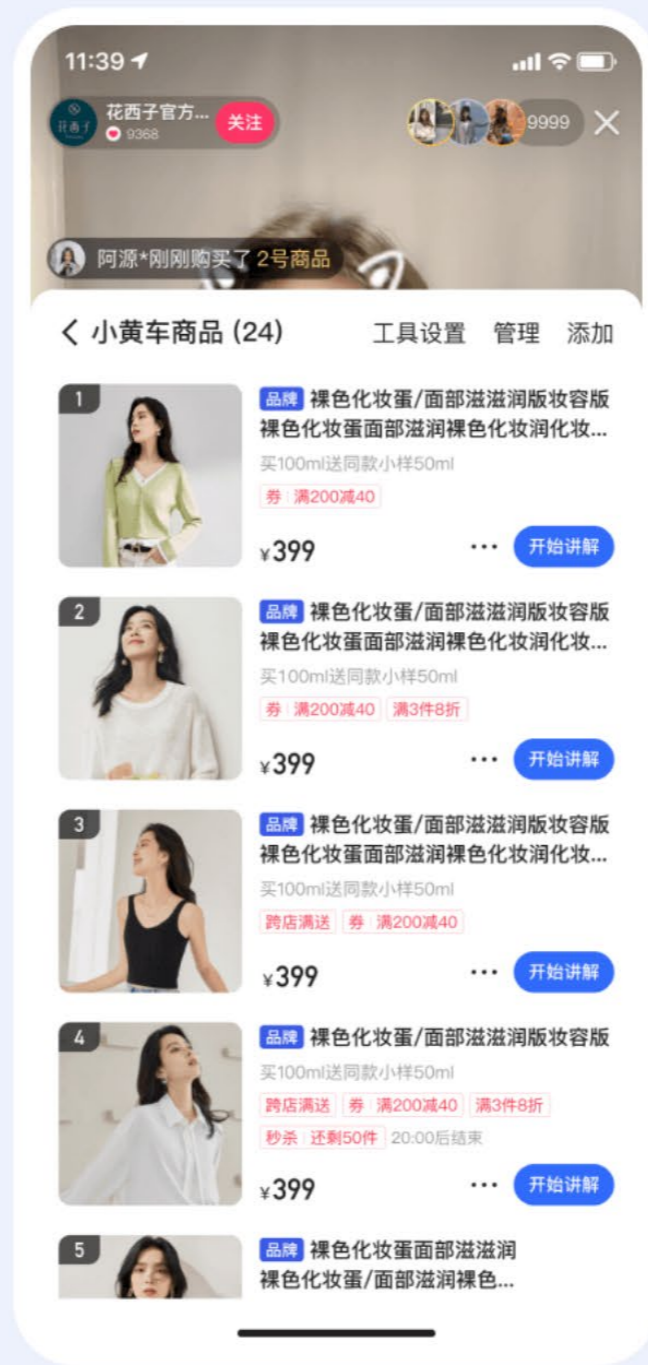 11:39
花西子
花西子官方...
9368
关注
9999
阿源*刚刚购买了 2号商品
小黄车商品 (24)
工具设置 管理 添加
1
品牌 裸色化妆蛋/面部滋滋润版妆容版
裸色化妆蛋面部滋润裸色化妆润化妆...
买100ml送同款小样50ml
券 满200减40
¥399
... 开始讲解
2
品牌 裸色化妆蛋/面部滋滋润版妆容版
裸色化妆蛋面部滋润裸色化妆润化妆...
买100ml送同款小样50ml
券 满200减40 满3件8折
¥399
... 开始讲解
3
品牌 裸色化妆蛋/面部滋滋润版妆容版
裸色化妆蛋面部滋润裸色化妆润化妆...
买100ml送同款小样50ml
跨店满送 券 满200减40
¥399
... 开始讲解
4
品牌 裸色化妆蛋/面部滋滋润版妆容版
买100ml送同款小样50ml
跨店满送 券 满200减40 满3件8折
秒杀 还剩50件 20:00后结束
¥399
... 开始讲解
5
品牌 裸色化妆蛋面部滋滋润
裸色化妆蛋/面部滋润裸色...